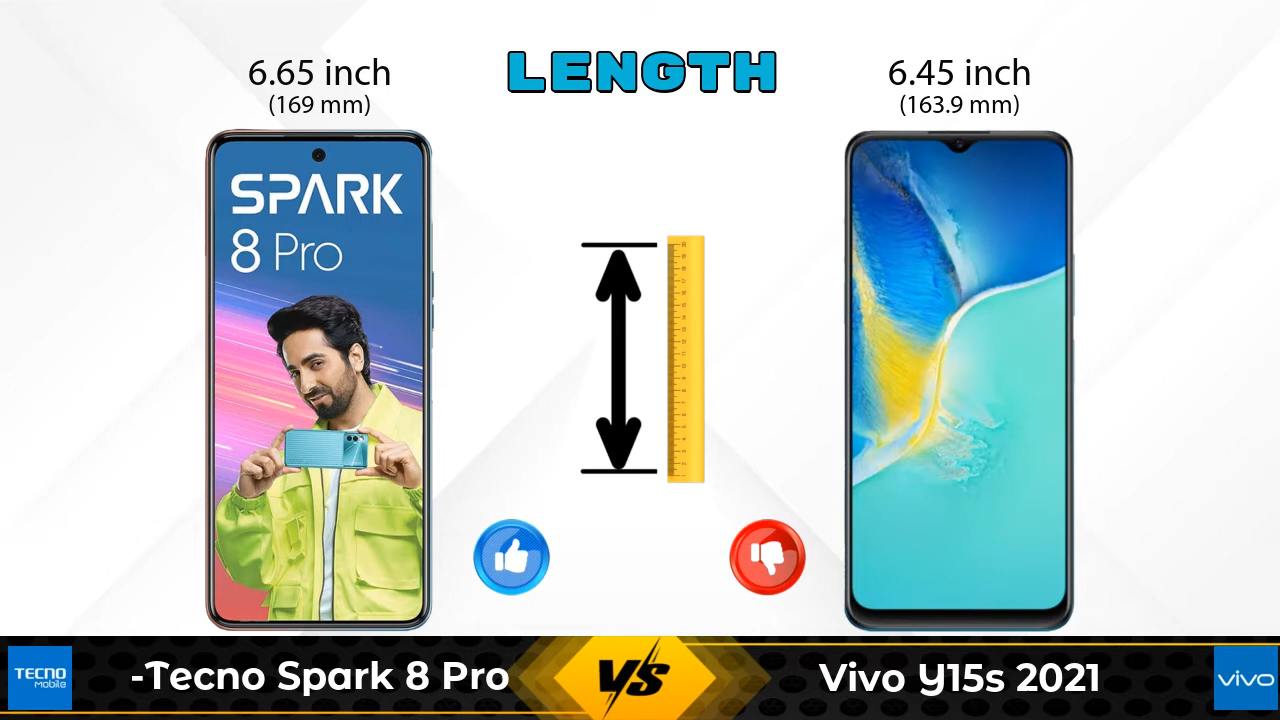 LENGTH
6.65 inch
(169 mm)
6.45 inch
(163.9 mm)
SPARK
8 Pro
TECNO
Mobile
-Tecno Spark 8 Pro
VS
Vivo Y15s 2021
vivo